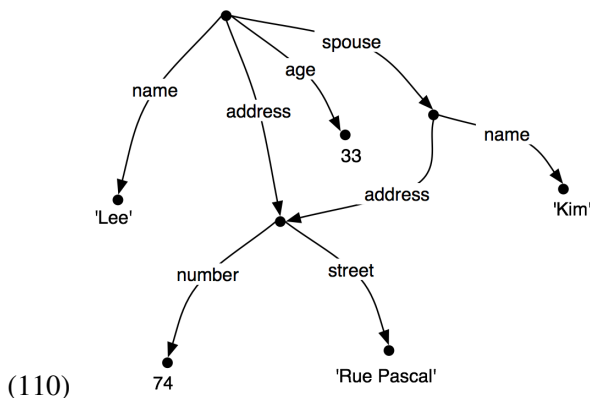 spouse
age
name
address
name
33
address
'Lee'
'Kim'
number
street
(110)
74
'Rue Pascal'